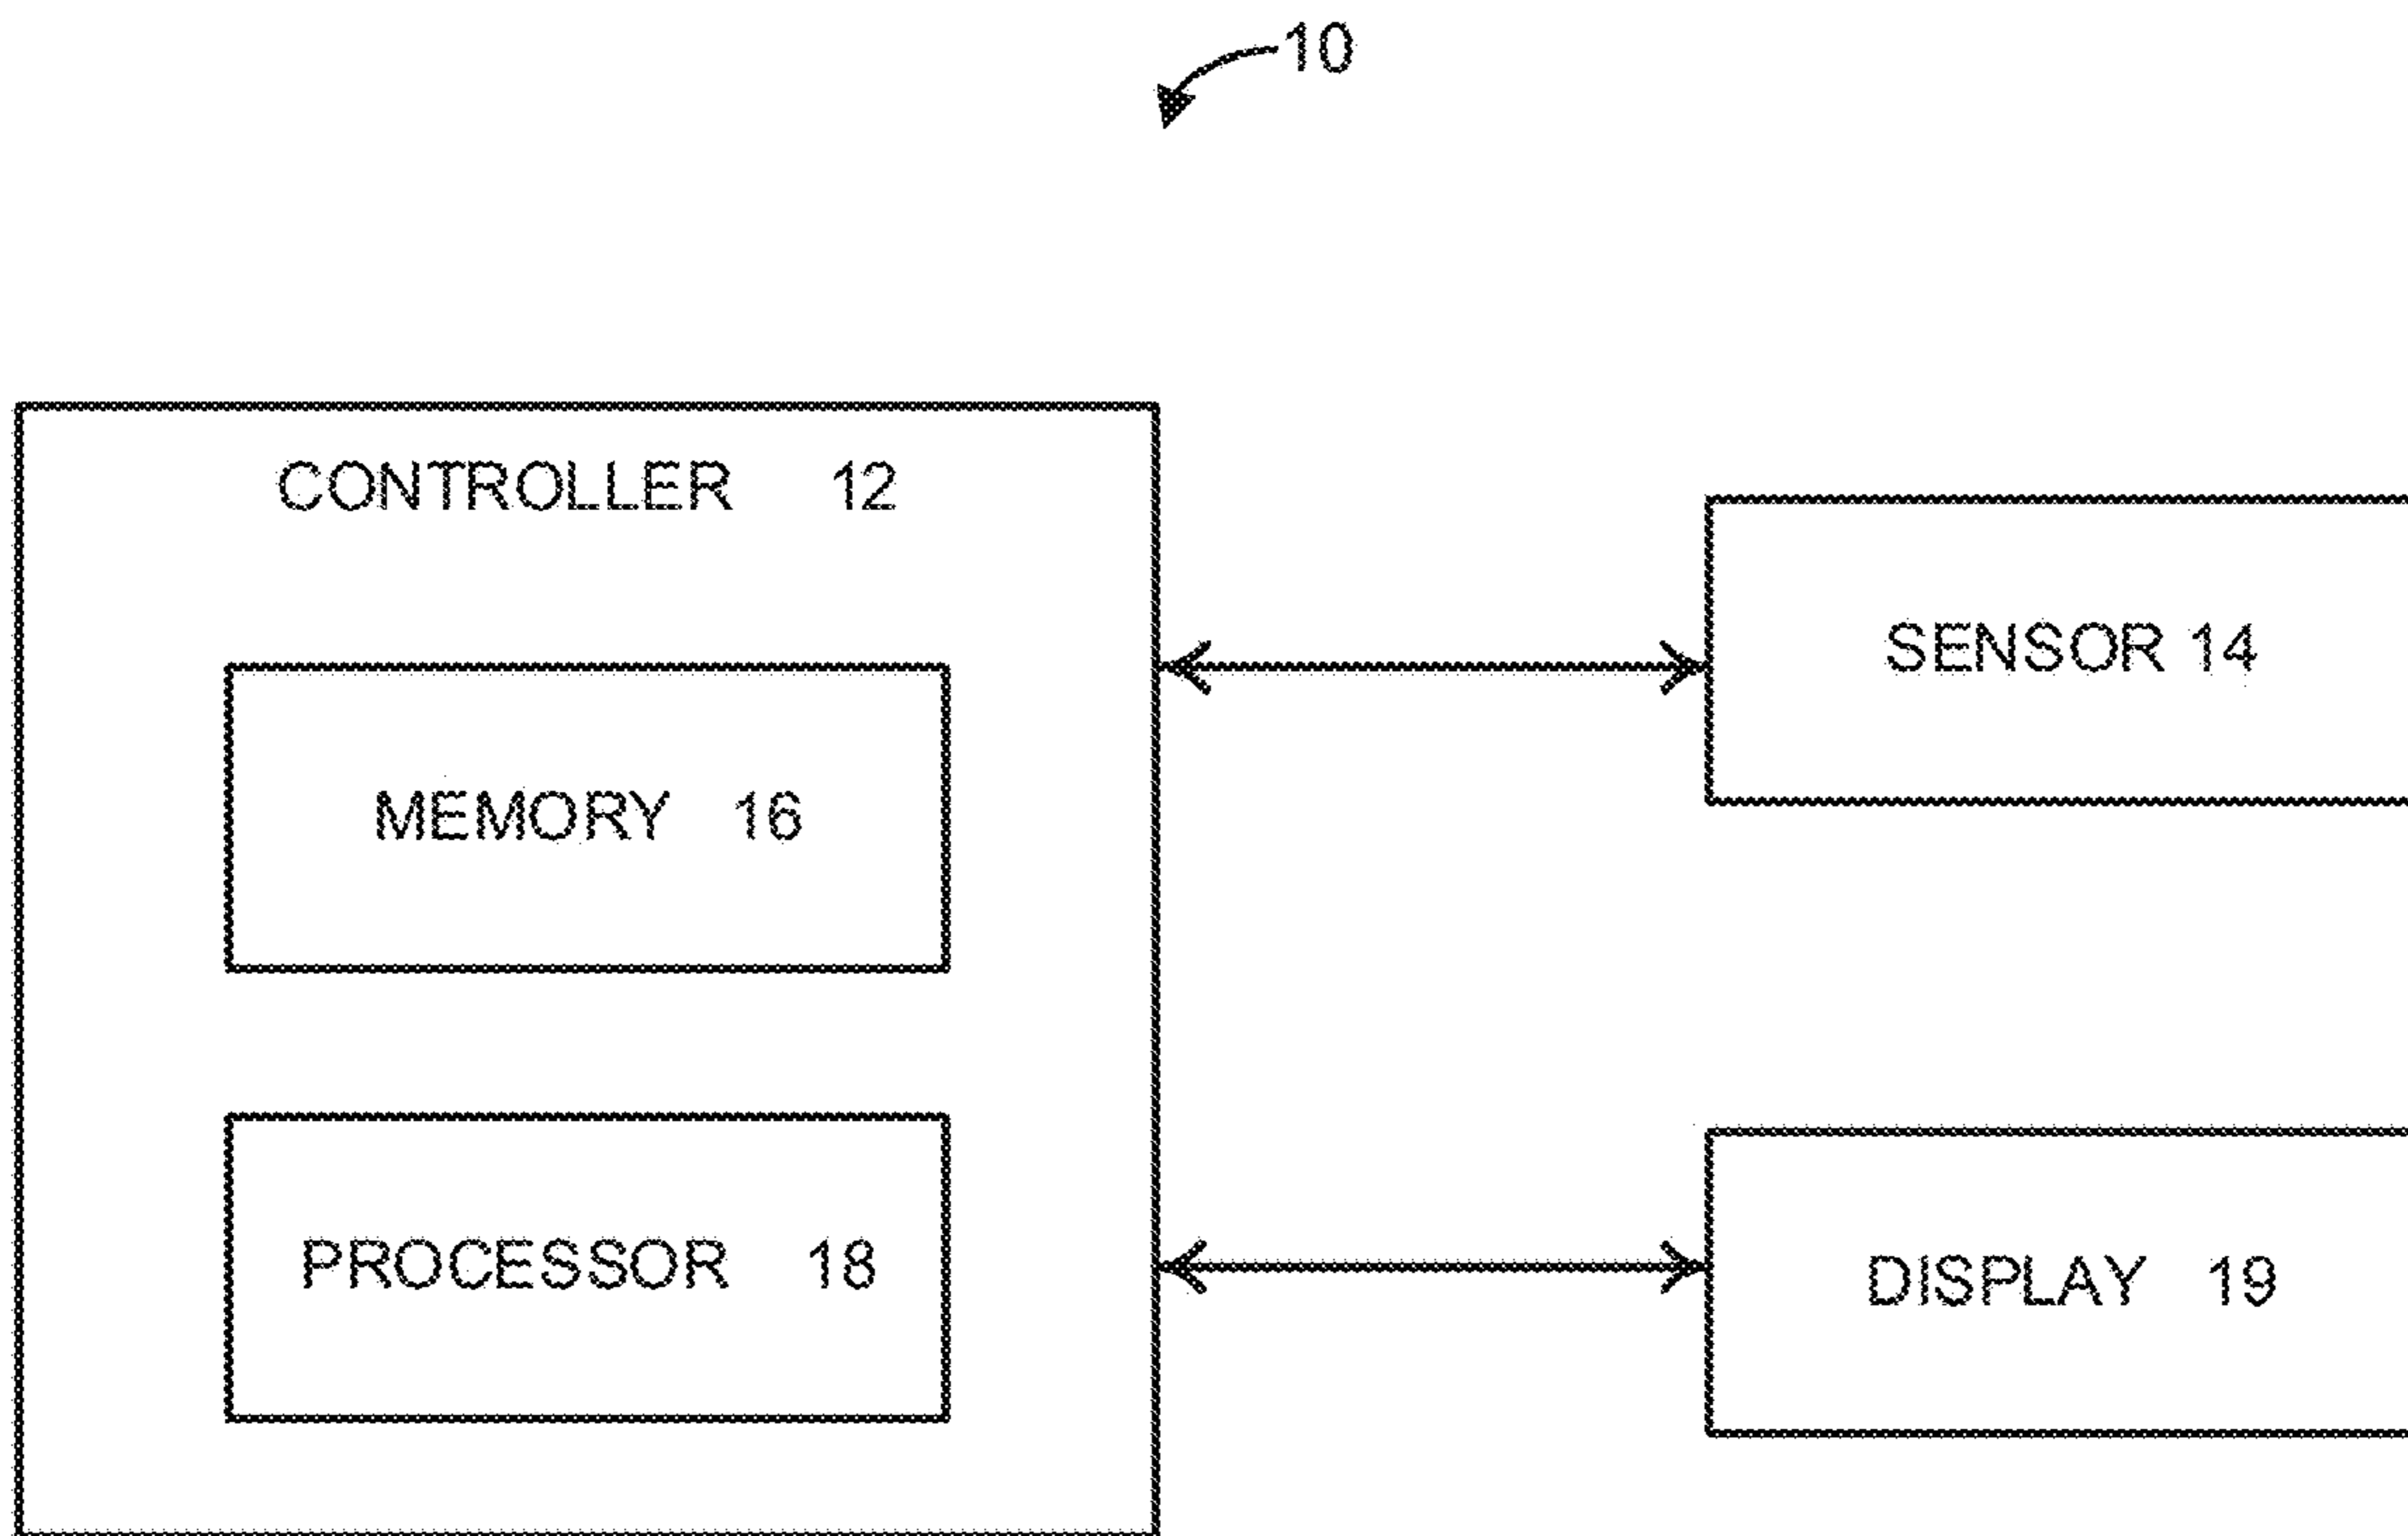 10
CONTROLLER 12
SENSOR 14
MEMORY 16
PROCESSOR 18
DISPLAY 19